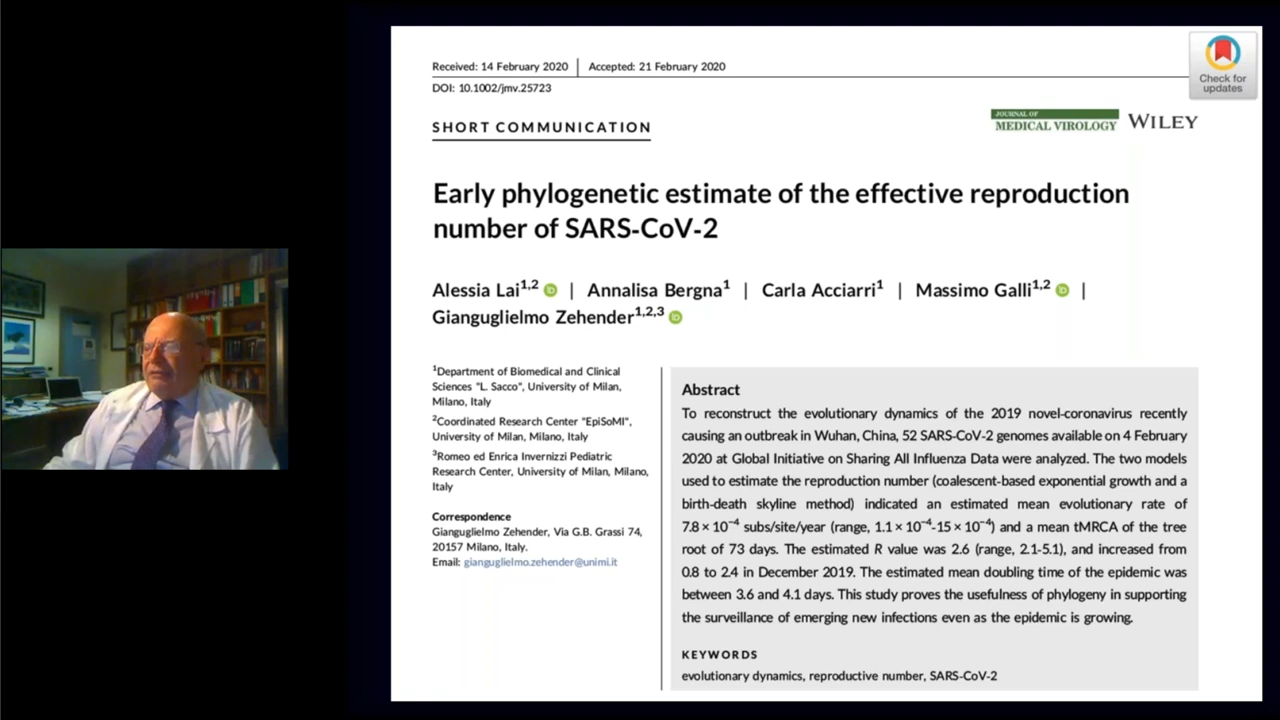 Received: 14 February 2020 | Accepted: 21 February 2020
DOI: 10.1002/jmv.25723
Check for
updates
SHORT COMMUNICATION
JOURNAL OF
MEDICAL VIROLOGY WILEY
Early phylogenetic estimate of the effective reproduction
number of SARS-CoV-2
Alessia Lai1,2 | Annalisa Bergna1 | Carla Acciarri1 | Massimo Galli1,2 |
Gianguglielmo Zehender1,2,3
1Department of Biomedical and Clinical
Sciences "L. Sacco", University of Milan,
Milano, Italy
2Coordinated Research Center "EpiSoMI",
University of Milan, Milano, Italy
3Romeo ed Enrica Invernizzi Pediatric
Research Center, University of Milan, Milano,
Italy
Correspondence
Gianguglielmo Zehender, Via G.B. Grassi 74,
20157 Milano, Italy.
Email: gianguglielmo.zehender@unimi.it
Abstract
To reconstruct the evolutionary dynamics of the 2019 novel-coronavirus recently
causing an outbreak in Wuhan, China, 52 SARS-CoV-2 genomes available on 4 February
2020 at Global Initiative on Sharing All Influenza Data were analyzed. The two models
used to estimate the reproduction number (coalescent-based exponential growth and a
birth-death skyline method) indicated an estimated mean evolutionary rate of
7.8 × 10−4 subs/site/year (range, 1.1 × 10−4-15 × 10−4) and a mean tMRCA of the tree
root of 73 days. The estimated R value was 2.6 (range, 2.1-5.1), and increased from
0.8 to 2.4 in December 2019. The estimated mean doubling time of the epidemic was
between 3.6 and 4.1 days. This study proves the usefulness of phylogeny in supporting
the surveillance of emerging new infections even as the epidemic is growing.
KEYWORDS
evolutionary dynamics, reproductive number, SARS-CoV-2